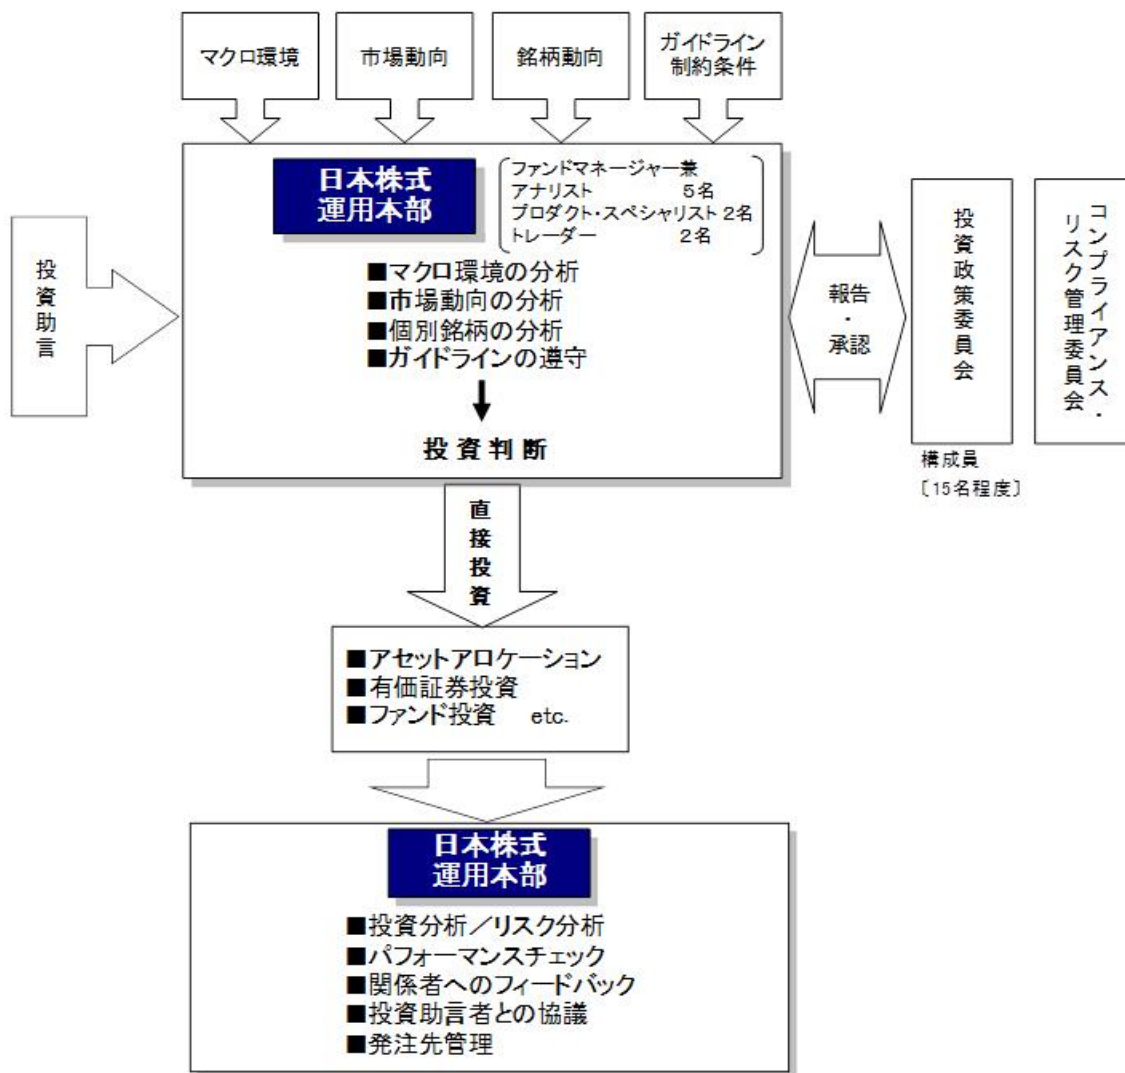 マクロ環境
市場動向
銘柄動向
ガイドライン
制約条件
日本株式
運用本部
ファンドマネージャー兼
アナリスト 5名
プロダクト・スペシャリスト 2名
トレーダー 2名
■マクロ環境の分析
■市場動向の分析
■個別銘柄の分析
■ガイドラインの遵守
投資判断
投資助言
報告
・
承認
投資政策委員会
コンプライアンス・
リスク管理委員会
構成員
〔15名程度〕
直接投資
■アセットアロケーション
■有価証券投資
■ファンド投資 etc.
日本株式
運用本部
■投資分析／リスク分析
■パフォーマンスチェック
■関係者へのフィードバック
■投資助言者との協議
■発注先管理